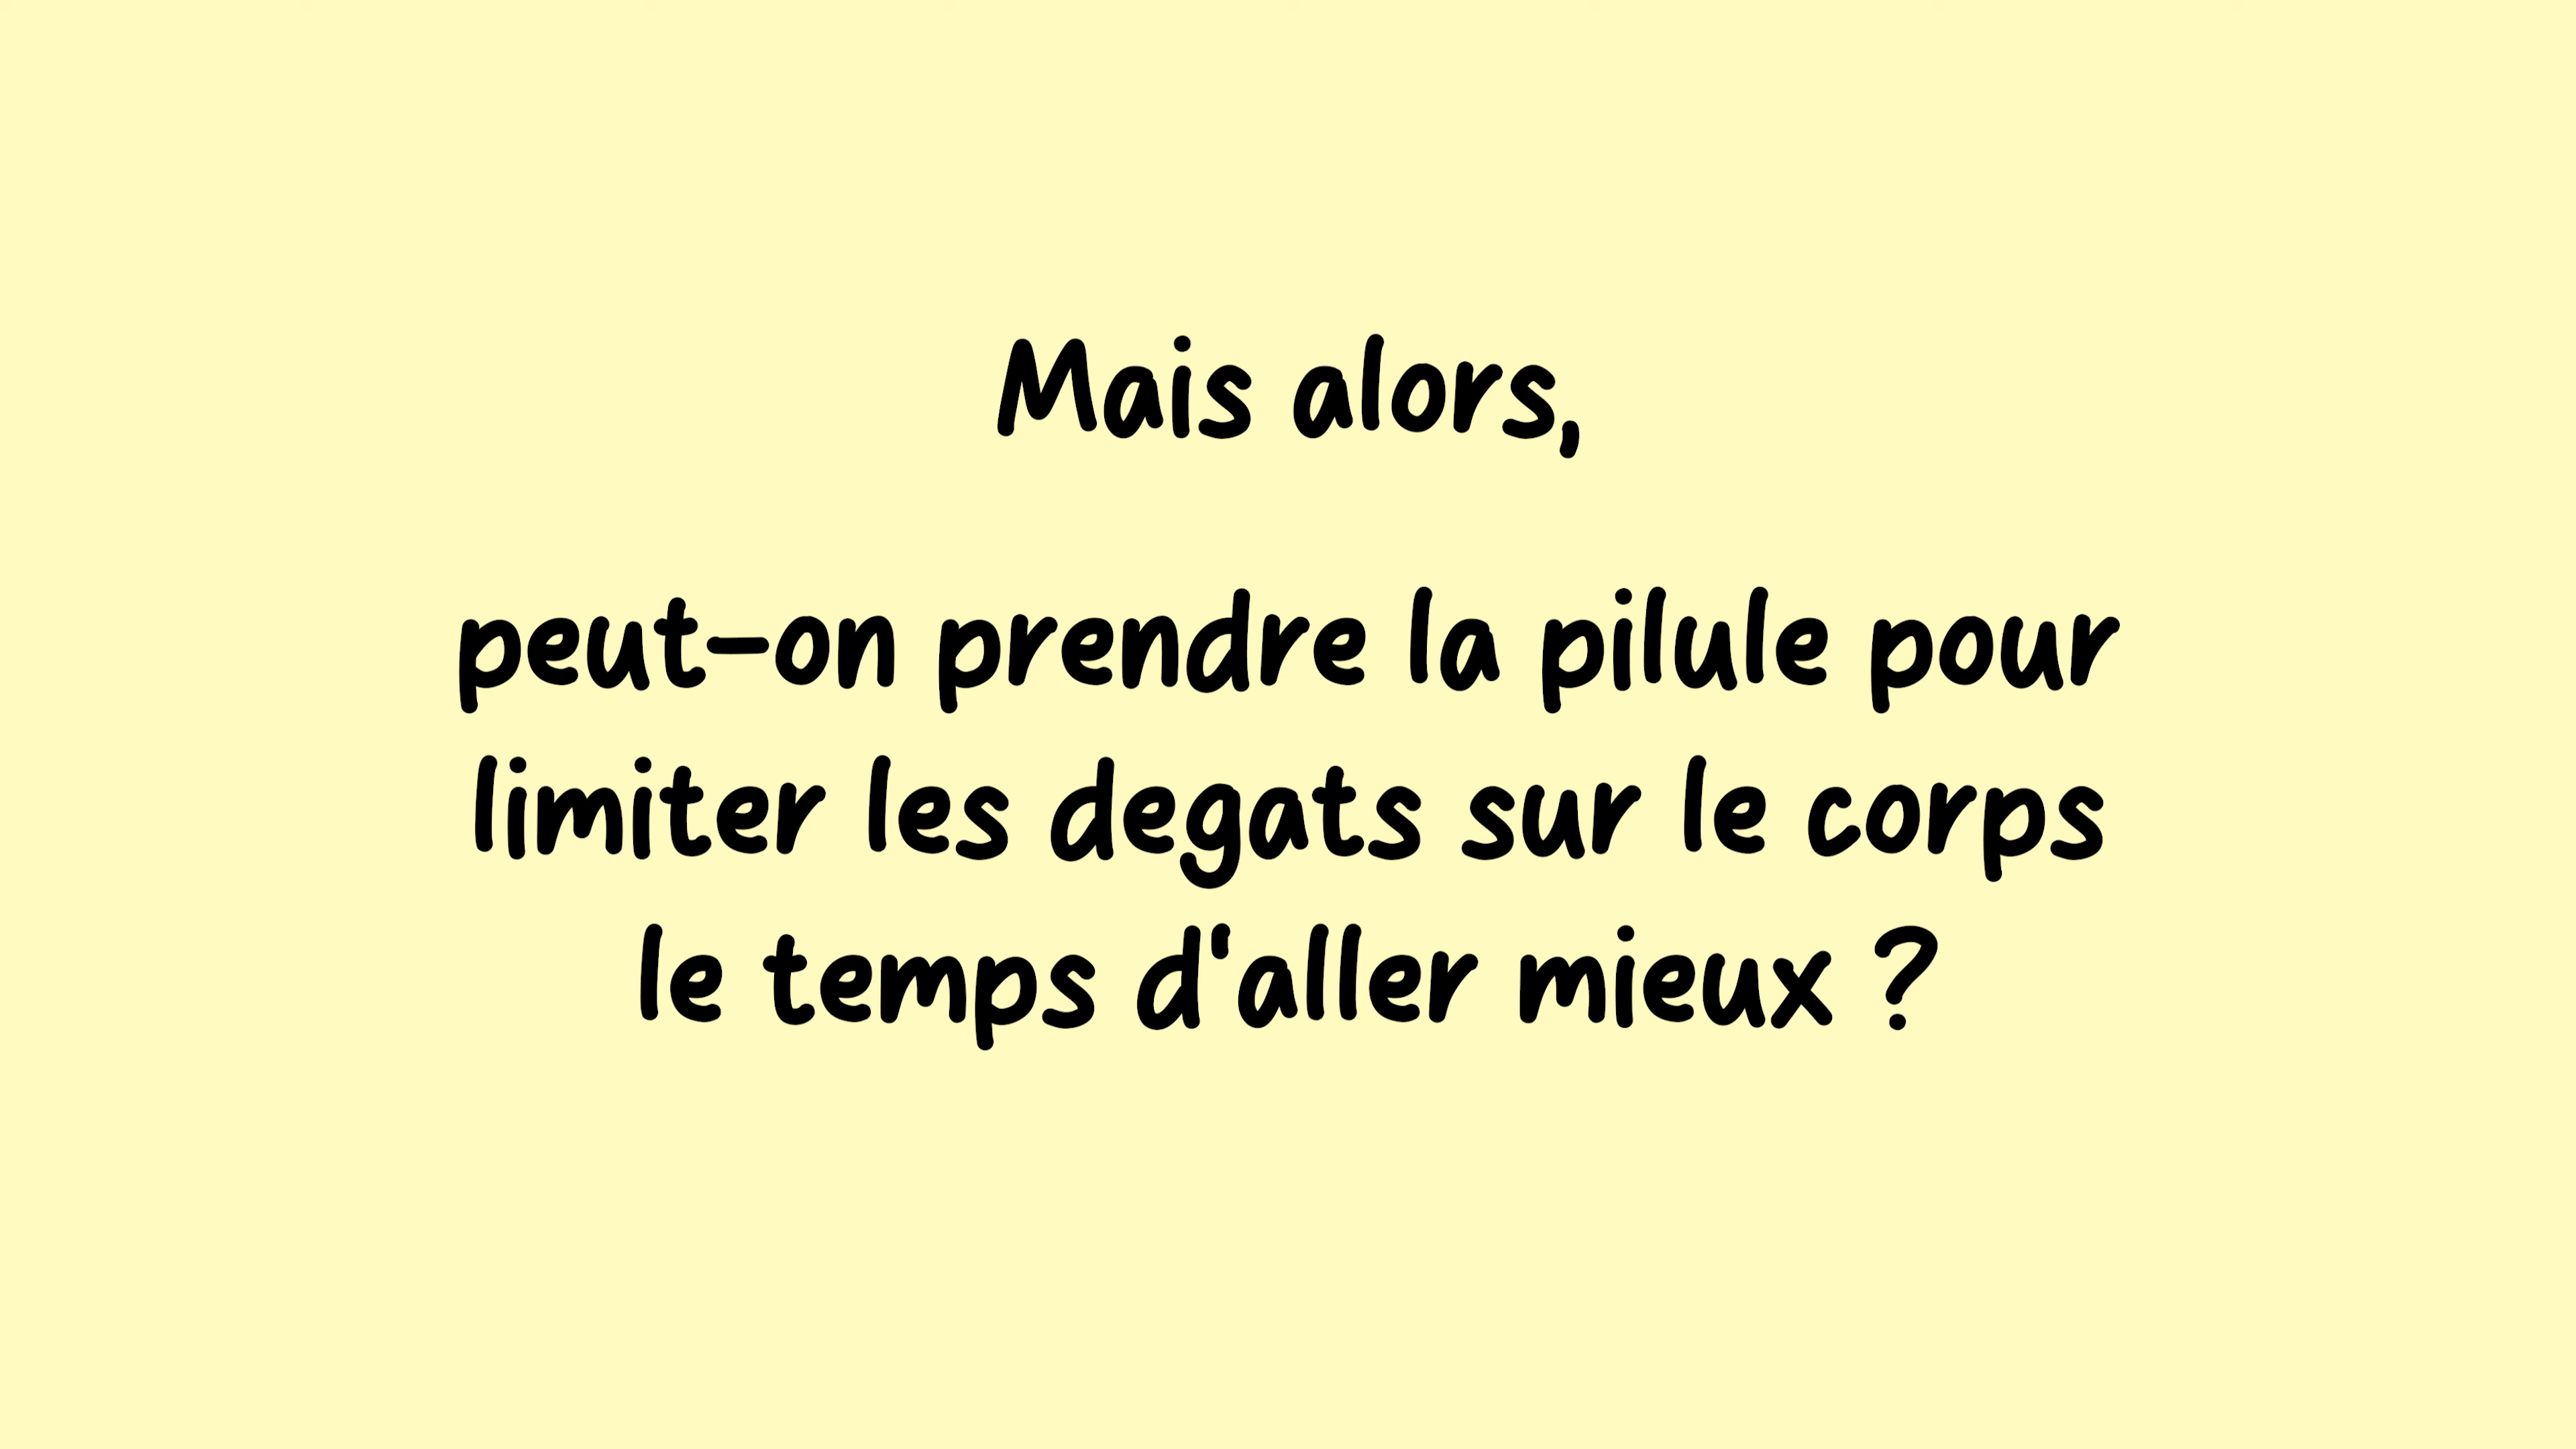 Mais alors,
peut-on prendre la pilule pour
limiter les degats sur le corps
le temps d'aller mieux ?